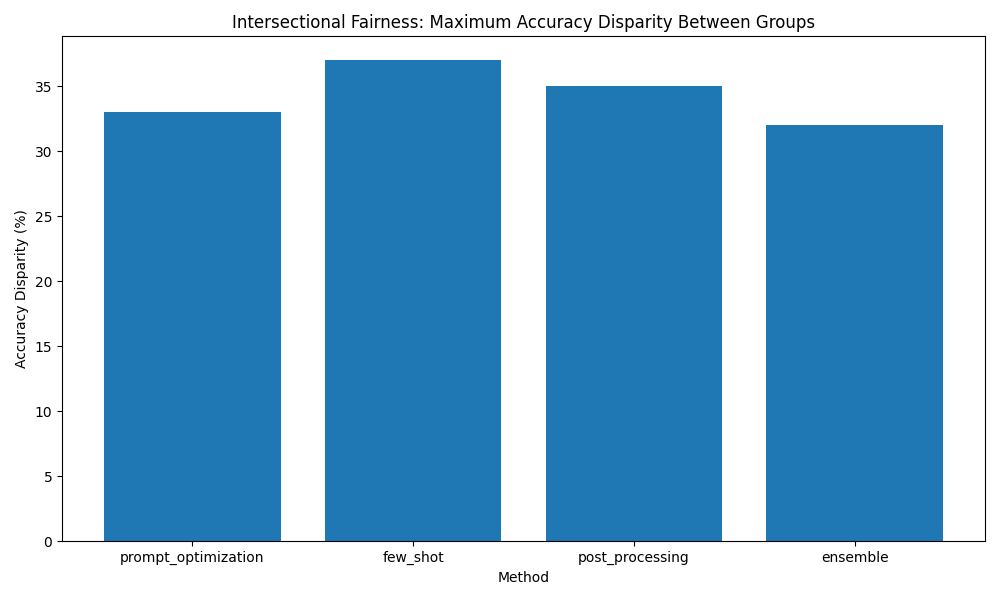 Intersectional Fairness: Maximum Accuracy Disparity Between Groups
Accuracy Disparity (%)
35
30
25
20
15
10
5
0
prompt_optimization
few_shot
post_processing
ensemble
Method